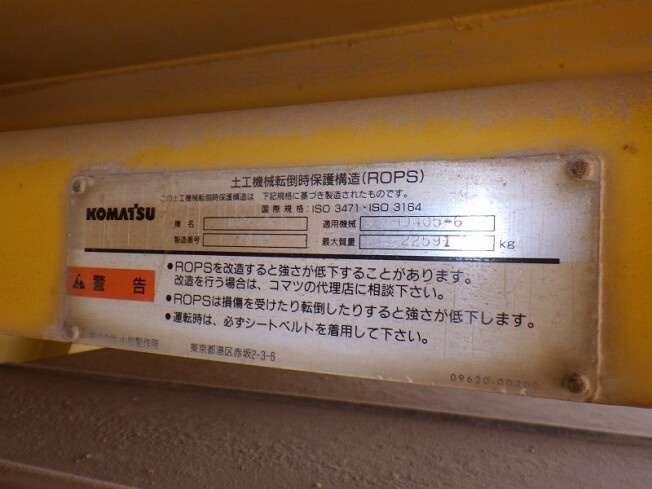 土工機械転倒時保護構造(ROPS)
この土工機械転倒時保護構造は 下記規格に基づき製造されたものです。
国際規格:ISO 3471・ISO 3164
KOMATSU
機名 適用機械 D405-6
製造番号 最大質量 22591 kg
警告
•ROPSを改造すると強さが低下することがあります。
改造を行う場合は、コマツの代理店に相談下さい。
•ROPSは損傷を受けたり転倒したりすると強さが低下します。
•運転時は、必ずシートベルトを着用して下さい。
株式会社 小松製作所 東京都港区赤坂2-3-6